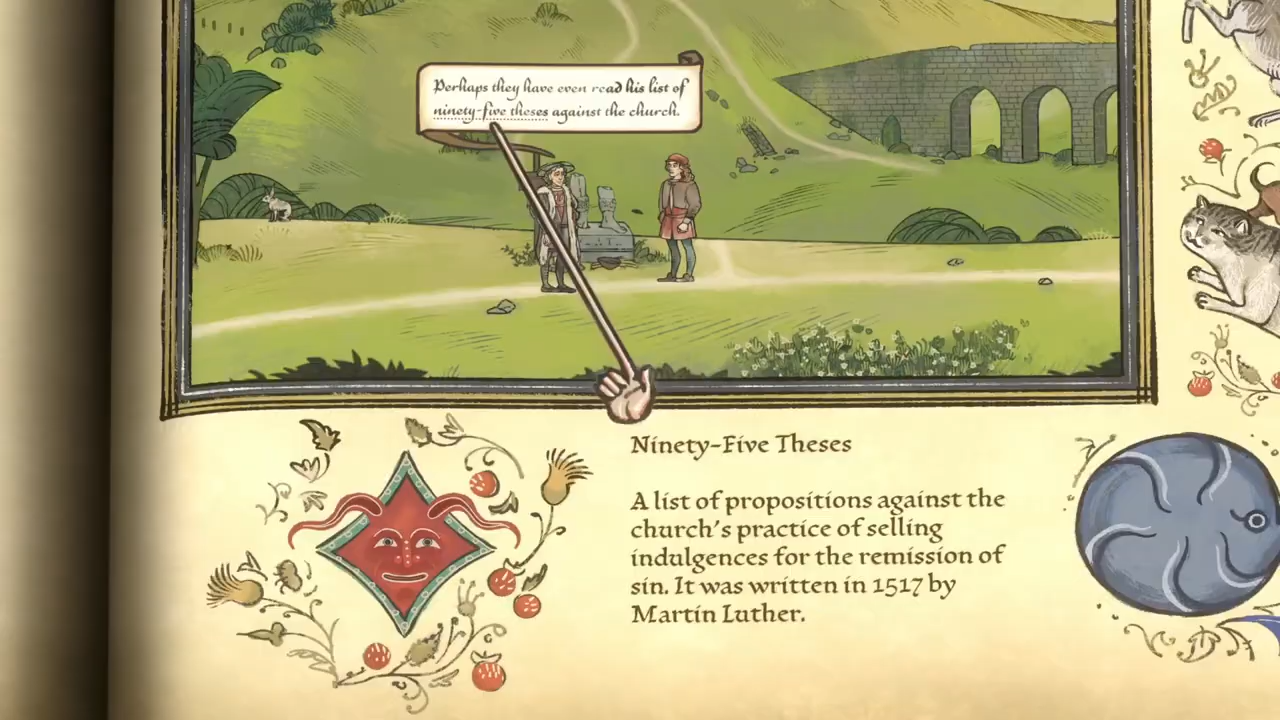 Perhaps they have even read his list of
ninety-five theses against the church.
Ninety-Five Theses
A list of propositions against the
church's practice of selling
indulgences for the remission of
sin. It was written in 1517 by
Martin Luther.